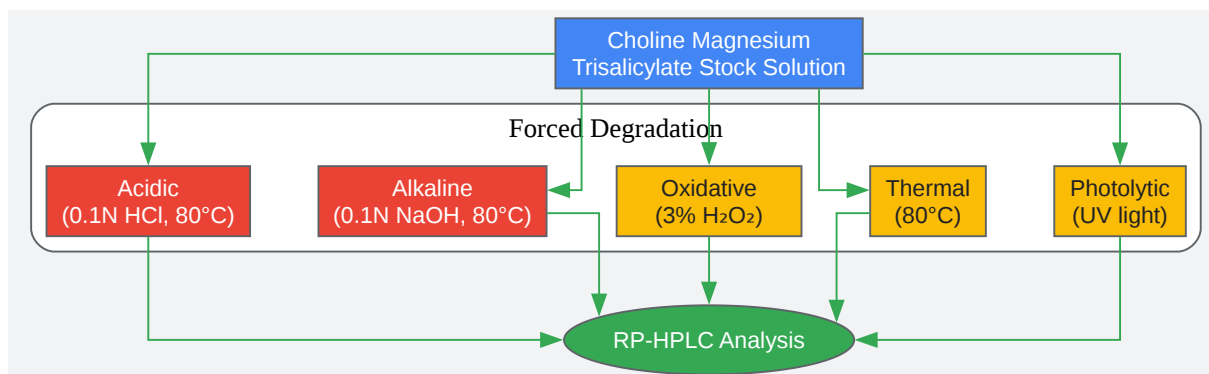 Choline Magnesium
Trisalicylate Stock Solution
Forced Degradation
Acidic
(0.1N HCl, 80°C)
Alkaline
(0.1N NaOH, 80°C)
Oxidative
(3% H₂O₂)
Thermal
(80°C)
Photolytic
(UV light)
RP-HPLC Analysis